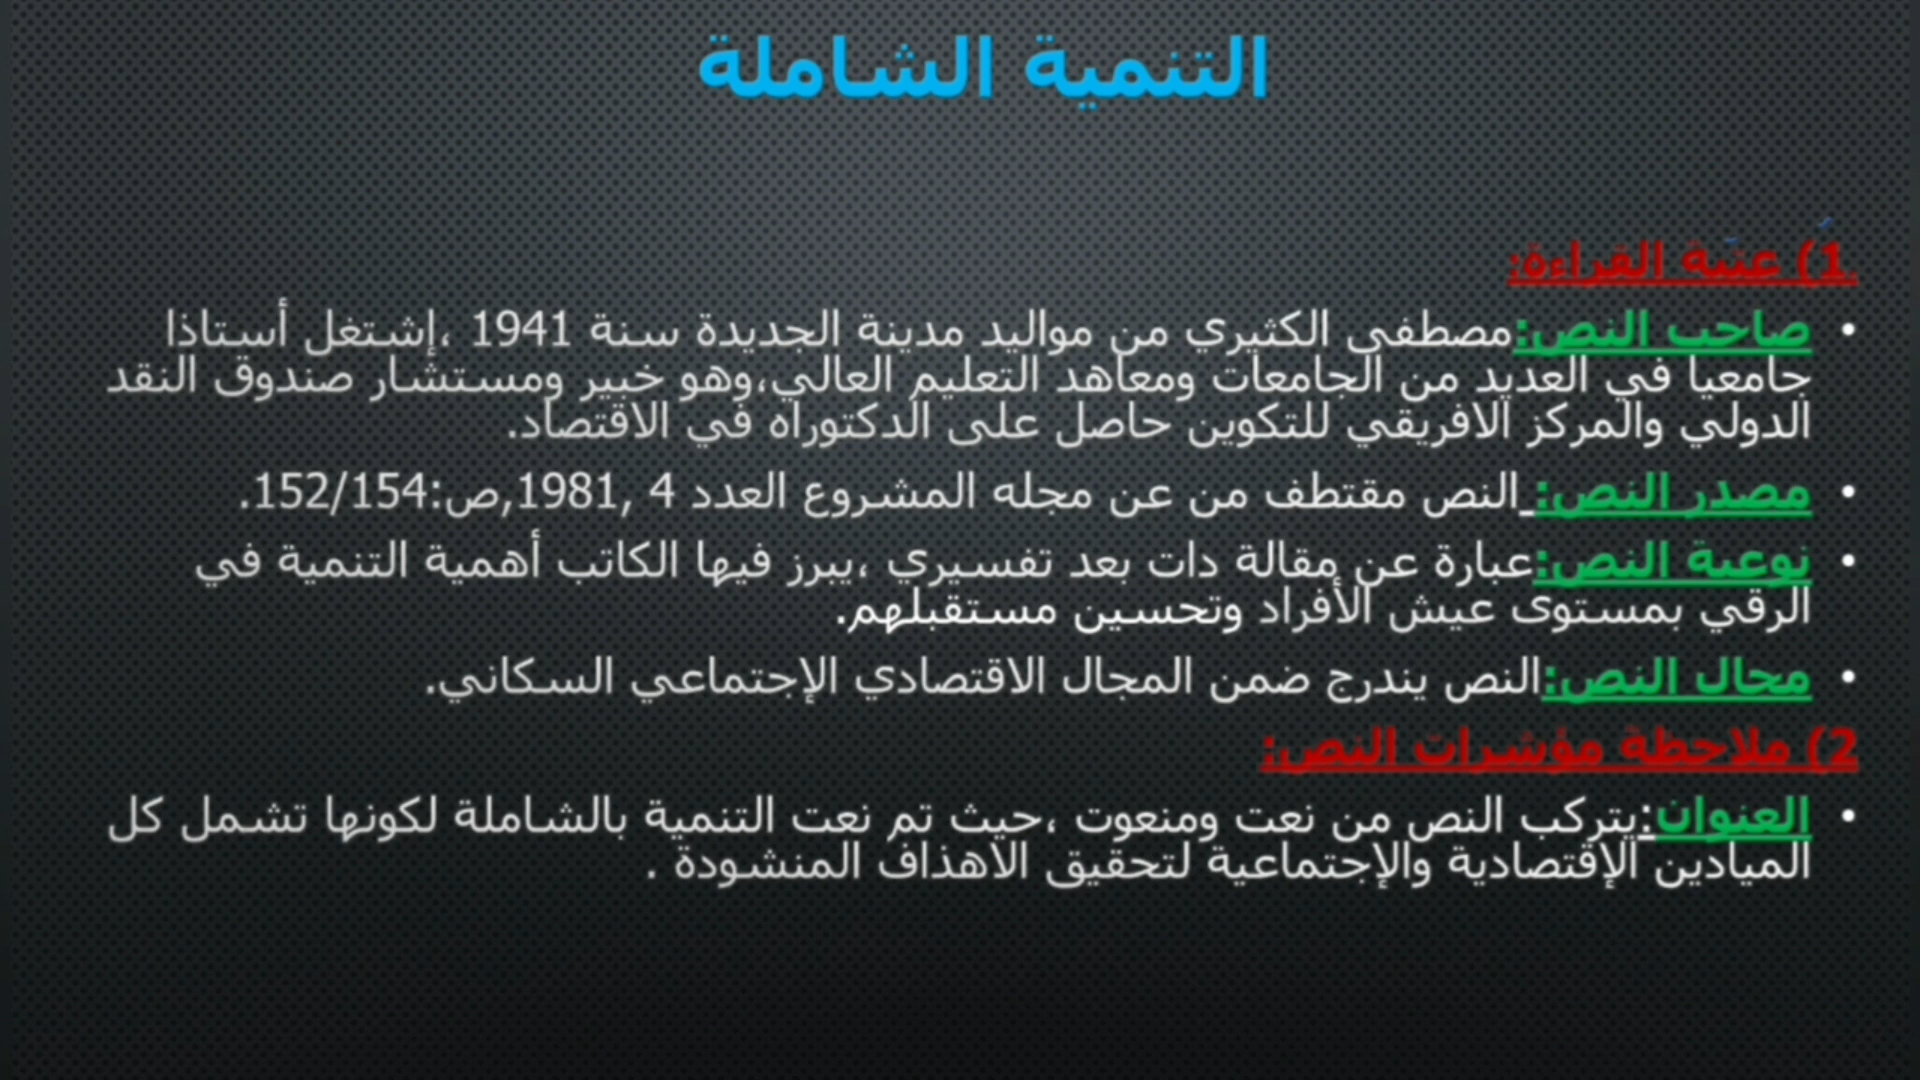 التنمية الشاملة
1) عتبة القراءة:
• صاحب النص:مصطفى الكثيري من مواليد مدينة الجديدة سنة 1941 ،إشتغل أستاذا
جامعيا في العديد من الجامعات ومعاهد التعليم العالي،وهو خبير ومستشار صندوق النقد
الدولي والمركز الافريقي للتكوين حاصل على الدكتوراه في الاقتصاد.
• مصدر النص: النص مقتطف من عن مجله المشروع العدد 4 ,1981,ص:152/154.
• نوعية النص:عبارة عن مقالة دات بعد تفسيري ،يبرز فيها الكاتب أهمية التنمية في
الرقي بمستوى عيش الأفراد وتحسين مستقبلهم.
• مجال النص:النص يندرج ضمن المجال الاقتصادي الإجتماعي السكاني.
2) ملاحظة مؤشرات النص:
• العنوان:يتركب النص من نعت ومنعوت ،حيث تم نعت التنمية بالشاملة لكونها تشمل كل
الميادين الإقتصادية والإجتماعية لتحقيق الاهذاف المنشودة .